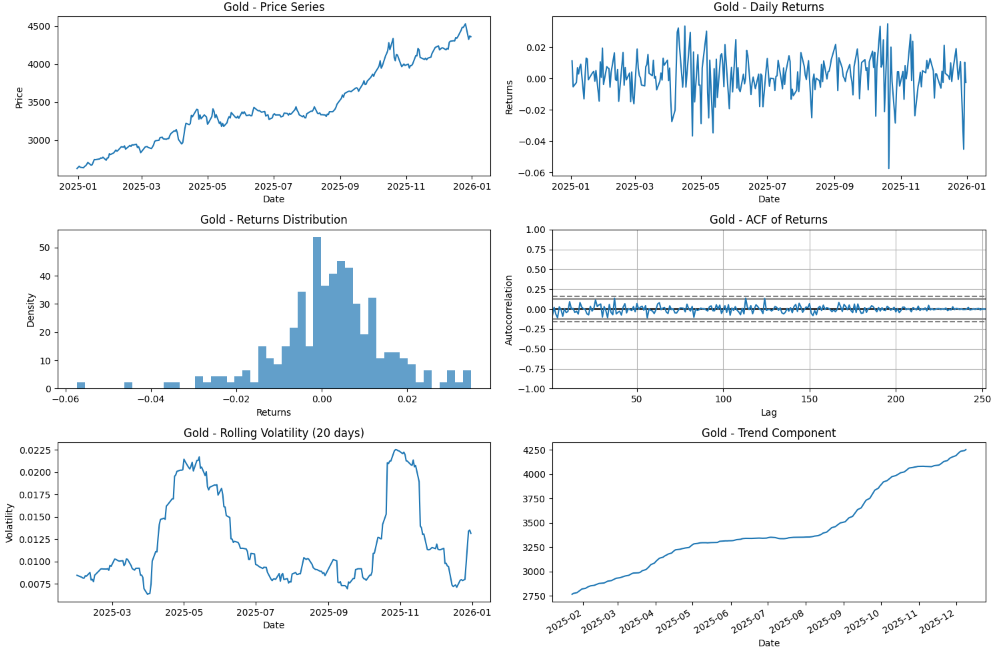 Gold - Price Series
4500
4000
3500
3000
Price
2025-01 2025-03 2025-05 2025-07 2025-09 2025-11 2026-01
Date
Gold - Daily Returns
0.02
0.00
−0.02
−0.04
−0.06
Returns
2025-01 2025-03 2025-05 2025-07 2025-09 2025-11 2026-01
Date
Gold - Returns Distribution
50
40
30
20
10
0
Density
−0.06 −0.04 −0.02 0.00 0.02
Returns
Gold - ACF of Returns
1.00
0.75
0.50
0.25
0.00
−0.25
−0.50
−0.75
−1.00
Autocorrelation
50 100 150 200 250
Lag
Gold - Rolling Volatility (20 days)
0.0225
0.0200
0.0175
0.0150
0.0125
0.0100
0.0075
Volatility
2025-03 2025-05 2025-07 2025-09 2025-11 2026-01
Date
Gold - Trend Component
4250
4000
3750
3500
3250
3000
2750
2025-02 2025-03 2025-04 2025-05 2025-06 2025-07 2025-08 2025-09 2025-10 2025-11 2025-12
Date